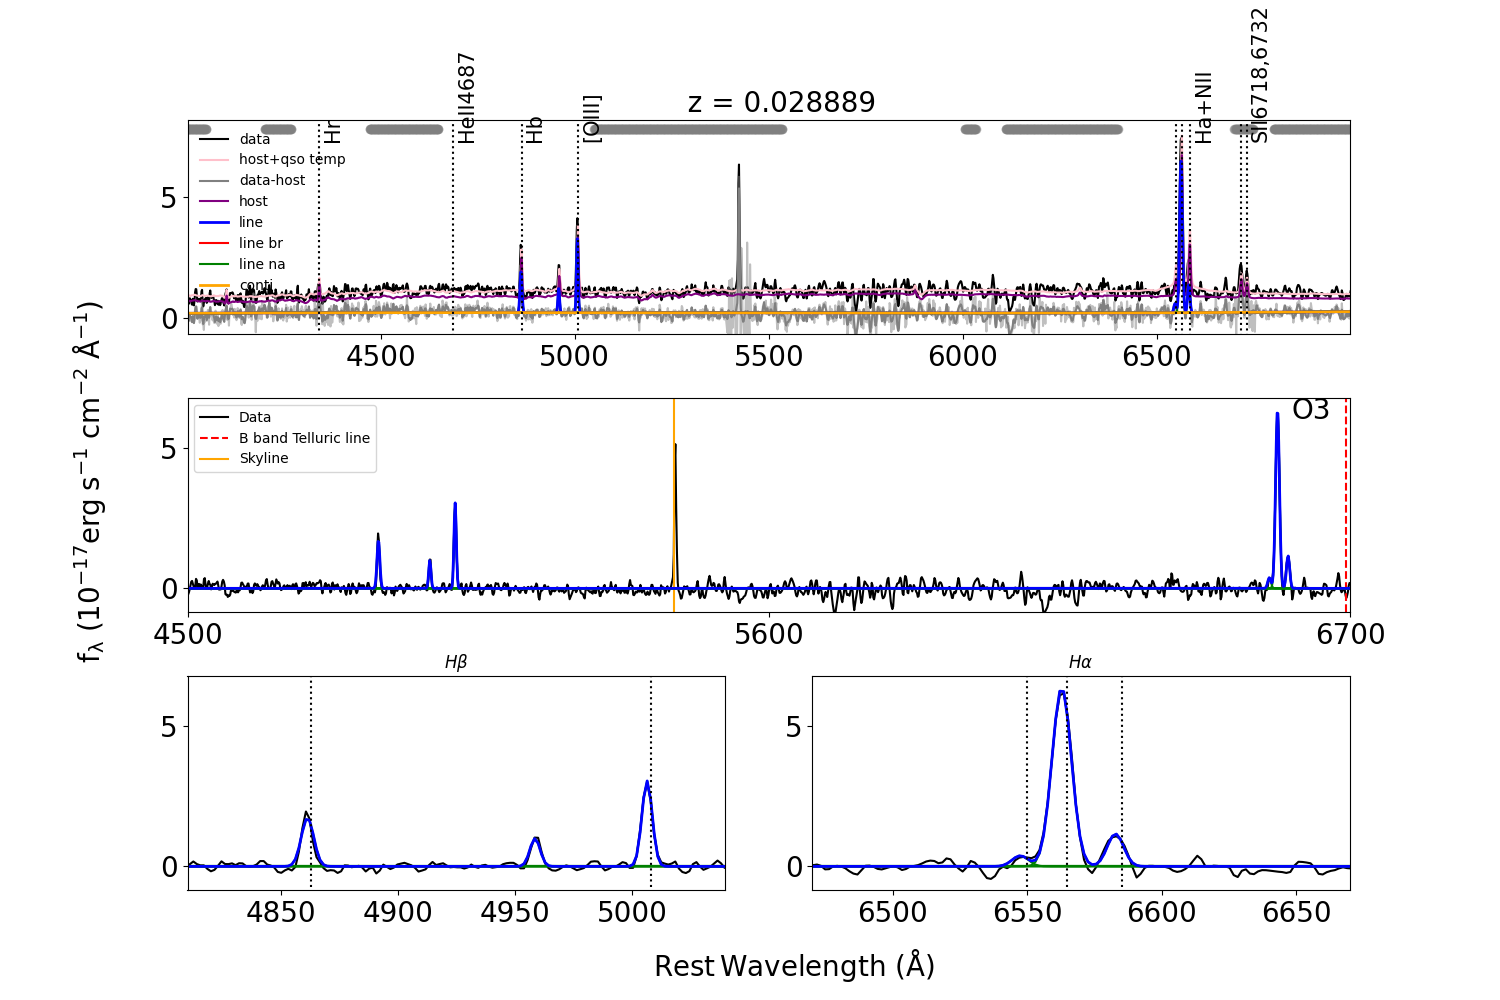 z = 0.028889
Hr
HeII4687
Hb
[OIII]
Ha+NII
SII6718,6732
data
host+qso temp
data-host
host
line
line br
line na
conti
5
0
4500
5000
5500
6000
6500
fλ (10−17erg s−1 cm−2 Å−1)
Data
B band Telluric line
Skyline
O3
5
0
4500
5600
6700
Hβ
5
0
4850
4900
4950
5000
Hα
5
0
6500
6550
6600
6650
Rest Wavelength (Å)